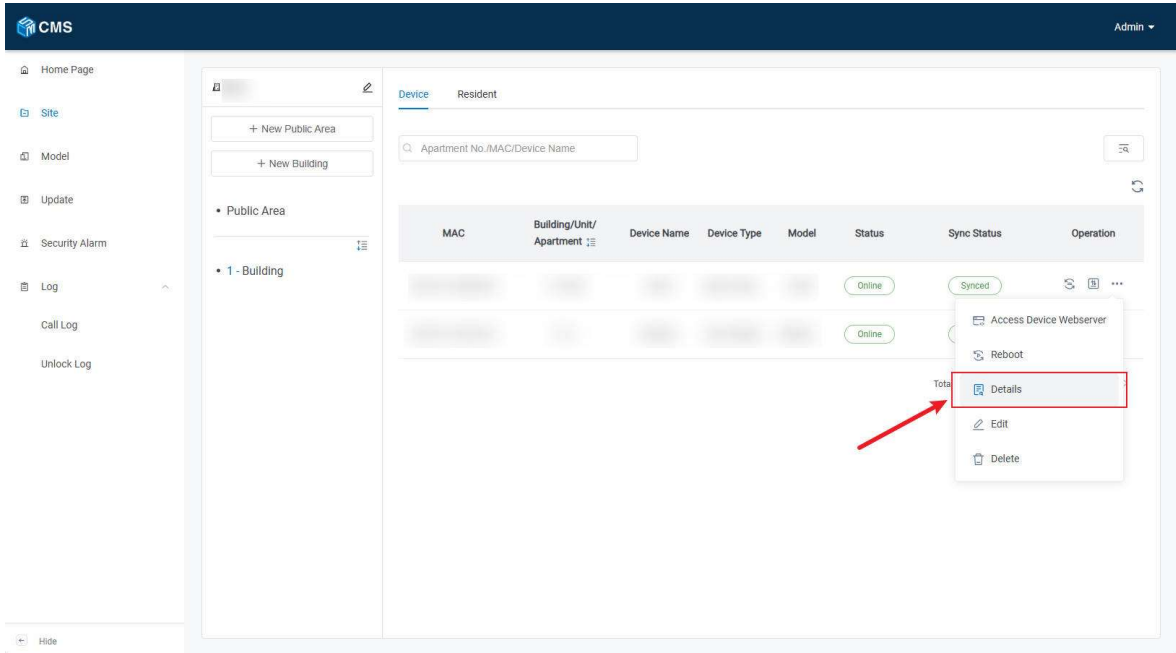 CMS
Admin
Home Page
Site
Model
Update
Security Alarm
Log
Call Log
Unlock Log
Hide
+ New Public Area
+ New Building
• Public Area
• 1 - Building
Device Resident
Apartment No./MAC/Device Name
MAC Building/Unit/ Apartment Device Name Device Type Model Status Sync Status Operation
Online Synced
Online
Access Device Webserver
Reboot
Details
Edit
Delete